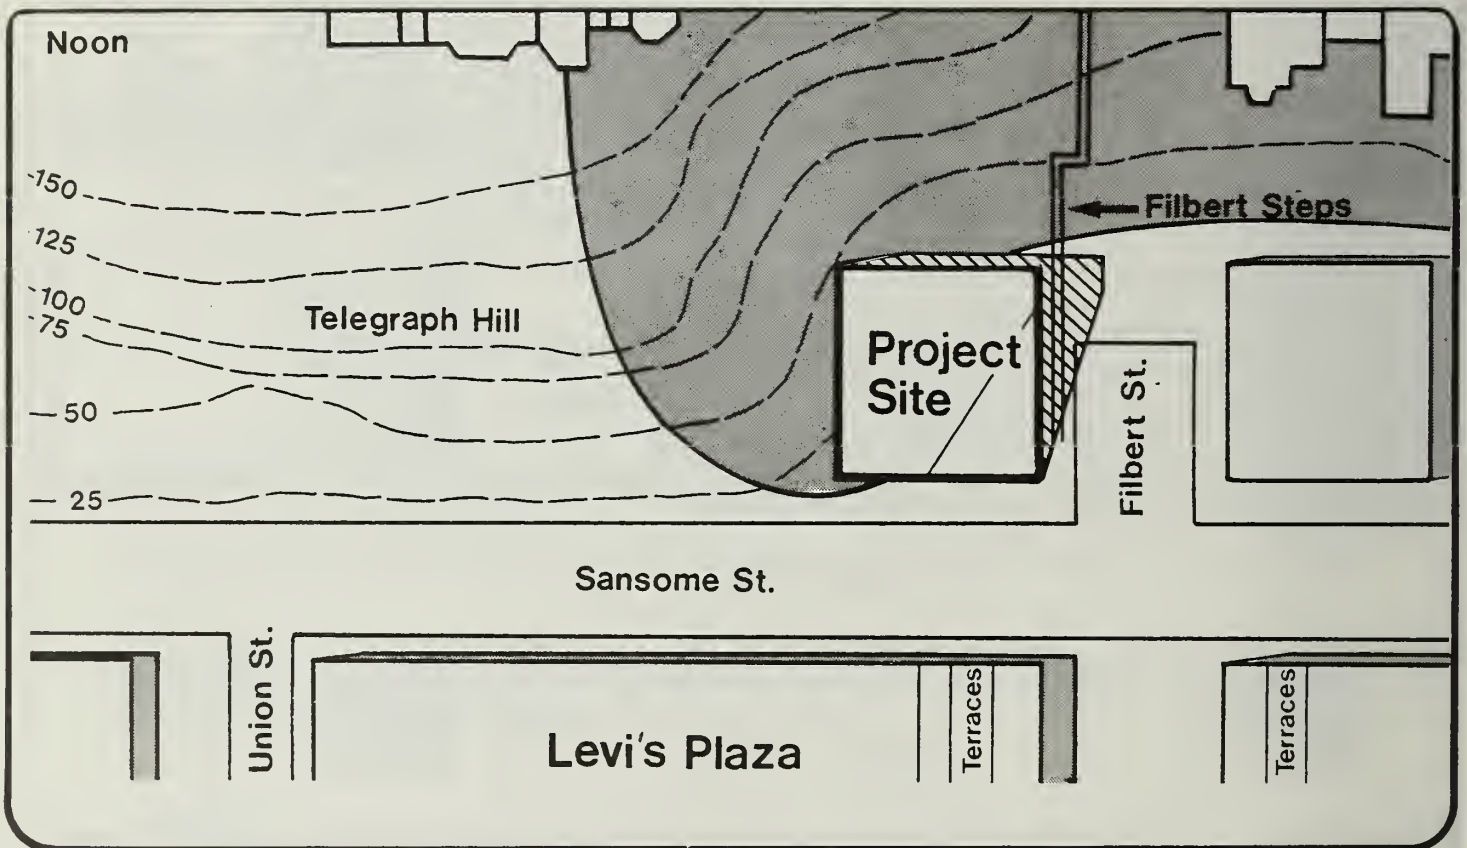 Noon
150
125
100
75
50
25
Telegraph Hill
Filbert Steps
Project
Site
Filbert St.
Sansome St.
Union St.
Levi's Plaza
Terraces
Terraces